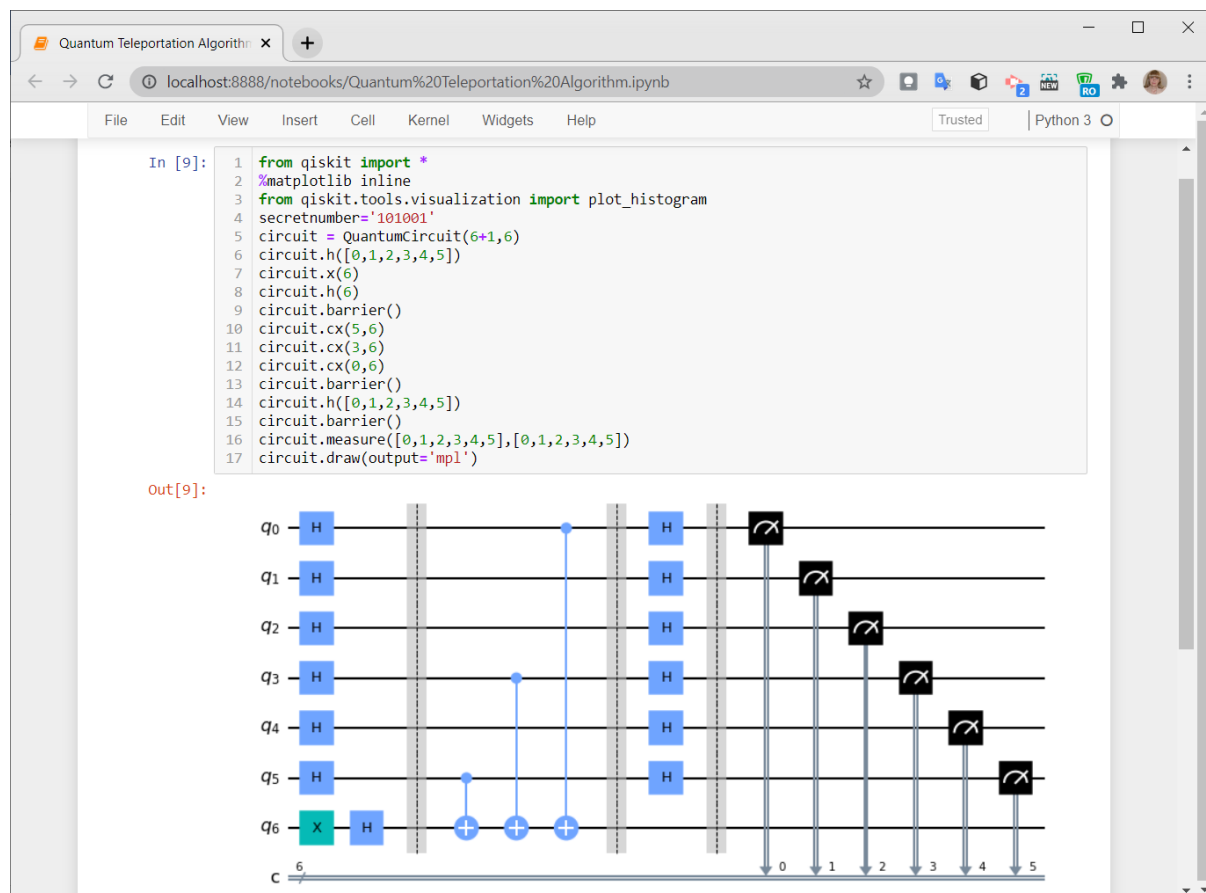 Quantum Teleportation Algorithm
localhost:8888/notebooks/Quantum%20Teleportation%20Algorithm.ipynb
2
NEW
RO
File Edit View Insert Cell Kernel Widgets Help Trusted Python 3
In [9]:
1 from qiskit import *
2 %matplotlib inline
3 from qiskit.tools.visualization import plot_histogram
4 secretnumber='101001'
5 circuit = QuantumCircuit(6+1,6)
6 circuit.h([0,1,2,3,4,5])
7 circuit.x(6)
8 circuit.h(6)
9 circuit.barrier()
10 circuit.cx(5,6)
11 circuit.cx(3,6)
12 circuit.cx(0,6)
13 circuit.barrier()
14 circuit.h([0,1,2,3,4,5])
15 circuit.barrier()
16 circuit.measure([0,1,2,3,4,5],[0,1,2,3,4,5])
17 circuit.draw(output='mpl')
Out[9]:
q0 H H
q1 H H
q2 H H
q3 H H
q4 H H
q5 H H
q6 X H
c 6 0 1 2 3 4 5